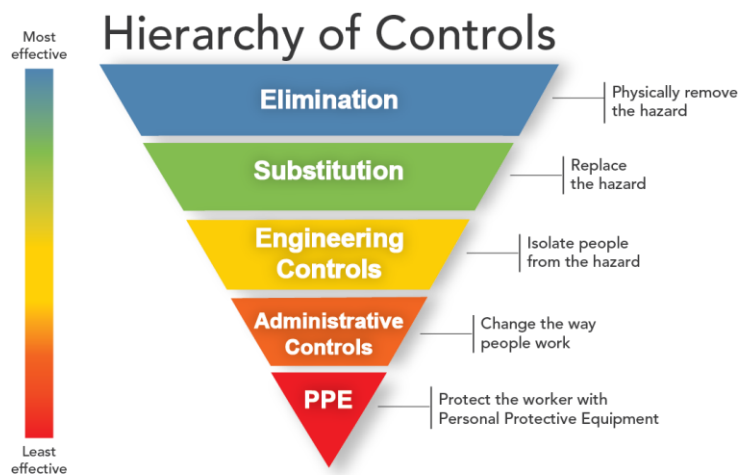 Hierarchy of Controls
Most
effective
Elimination
Physically remove
the hazard
Substitution
Replace
the hazard
Engineering
Controls
Isolate people
from the hazard
Administrative
Controls
Change the way
people work
PPE
Protect the worker with
Personal Protective Equipment
Least
effective